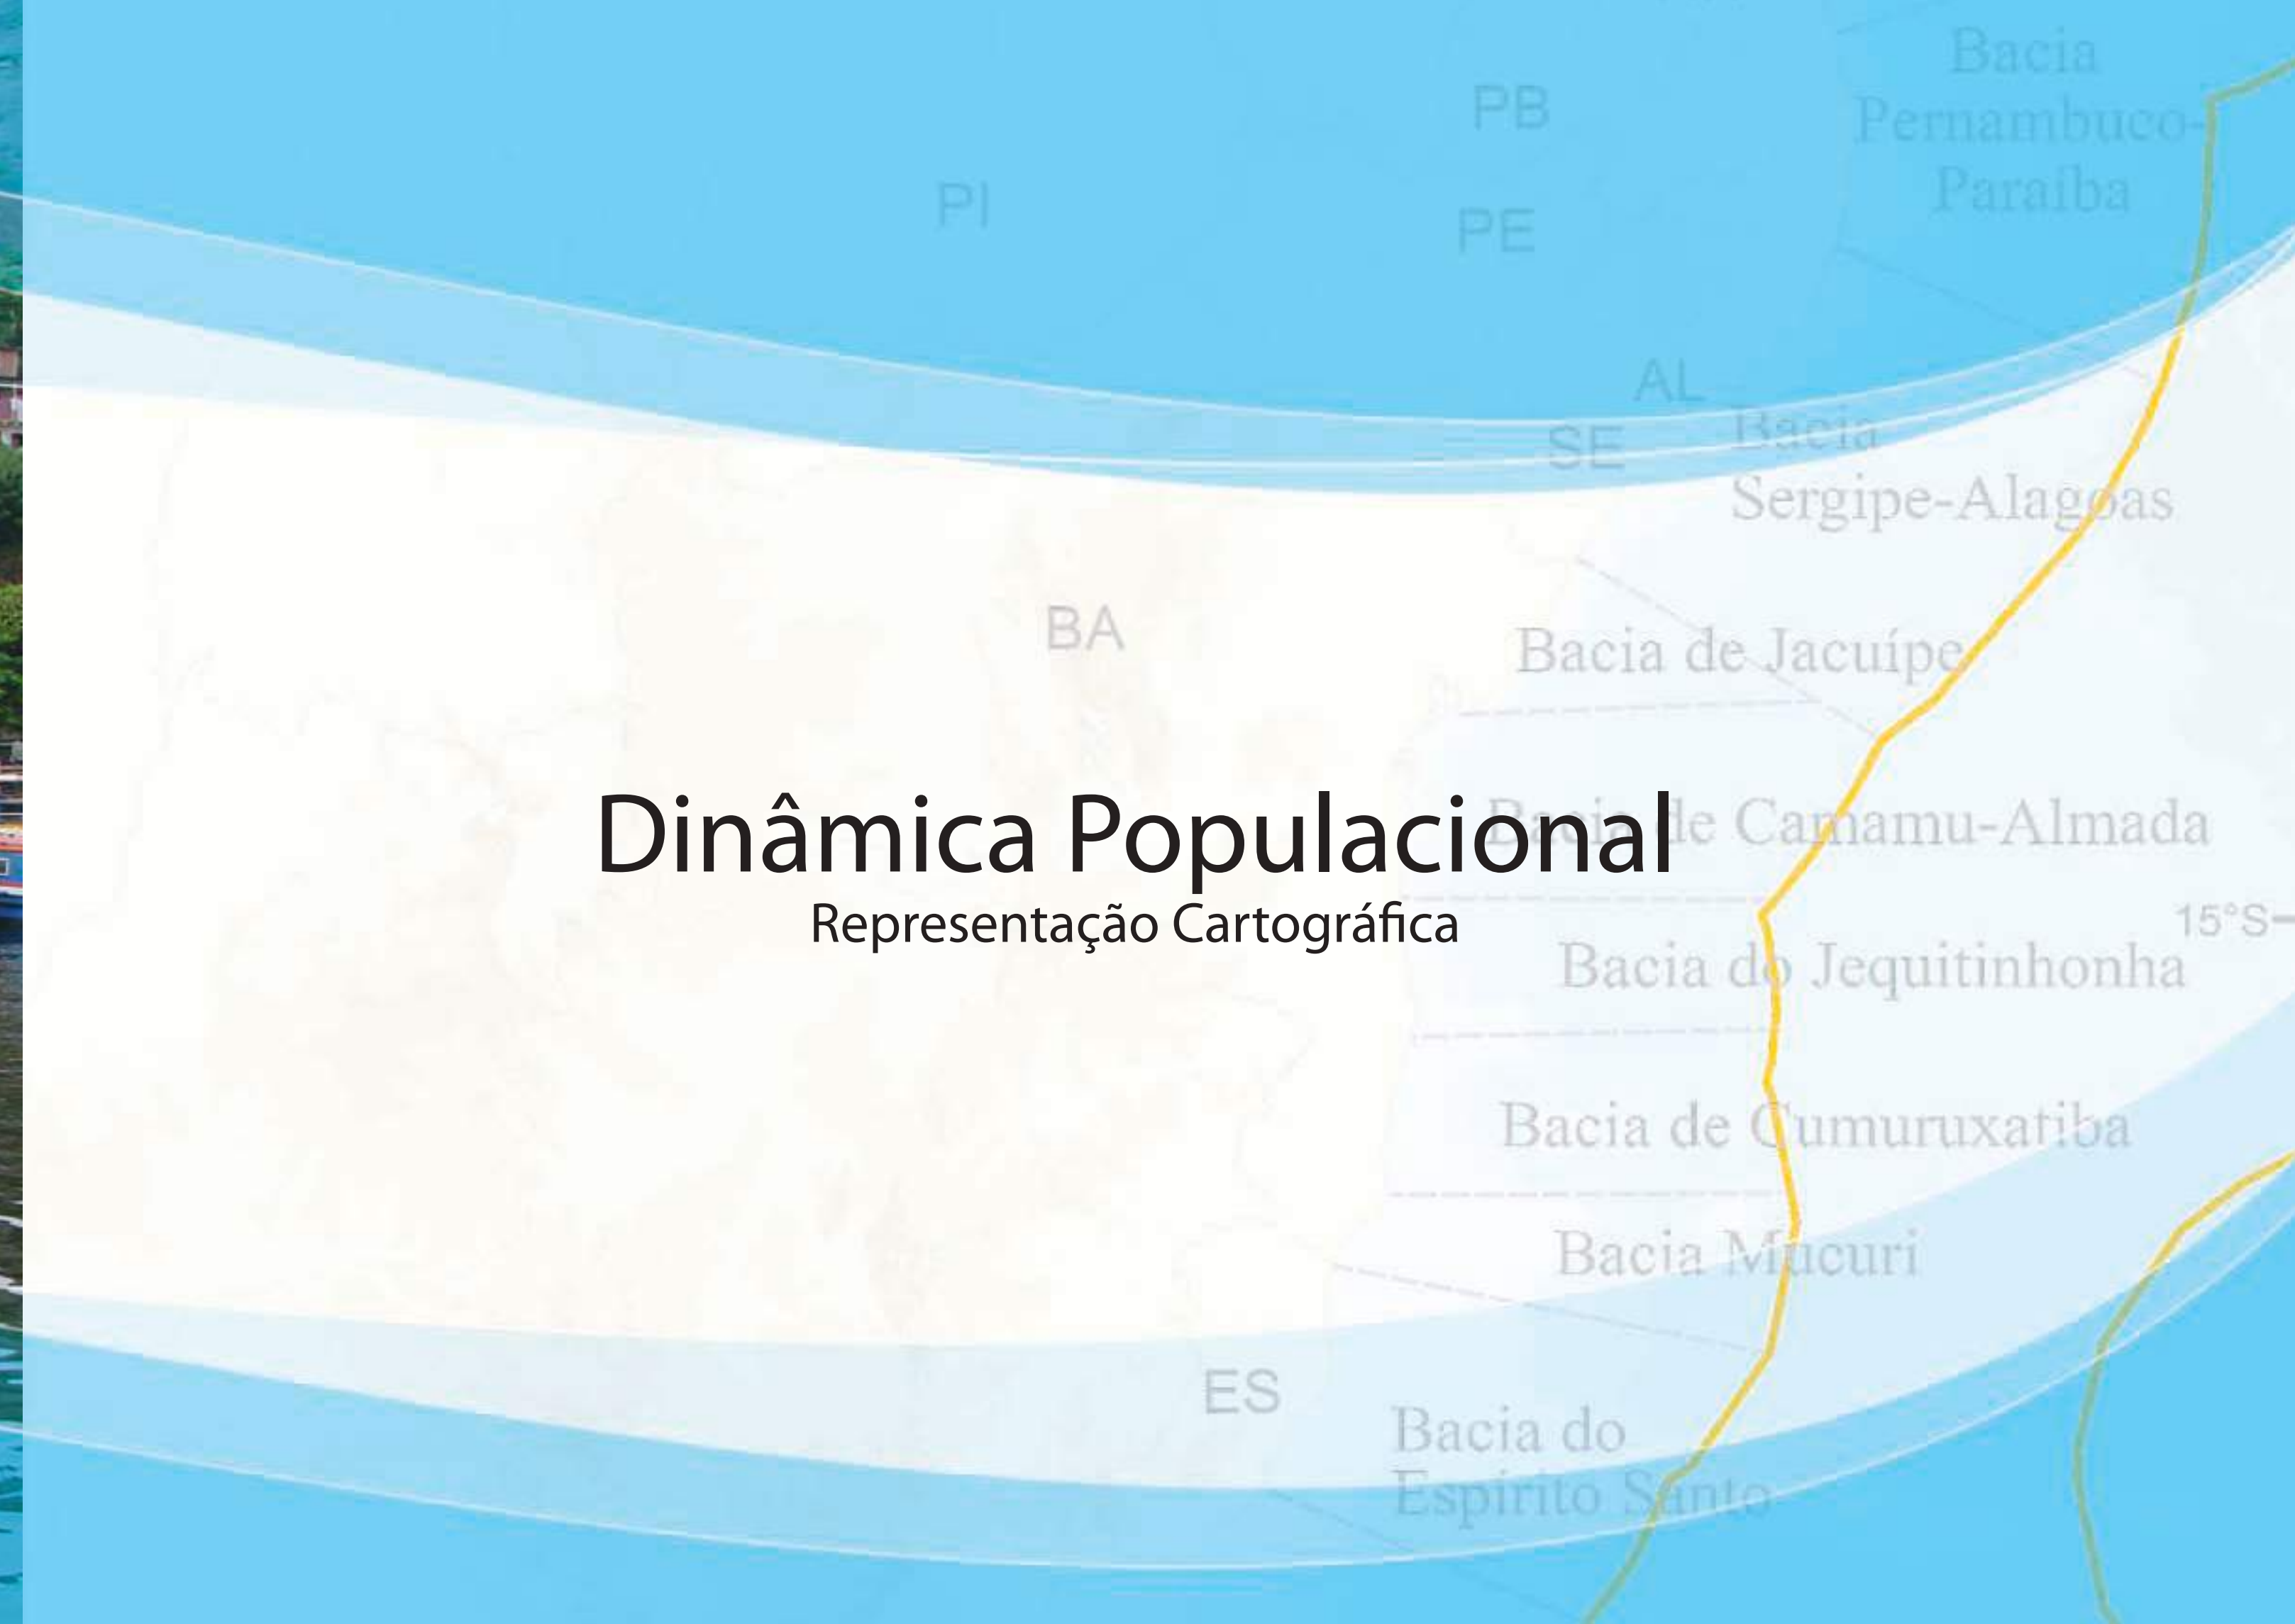 Bacia
Pernambuco-
Paraíba
PB
PI
PE
AL
SE
Bacia
Sergipe-Alagoas
BA
Bacia de Jacuípe
Bacia de Camamu-Almada
Dinâmica Populacional
Representação Cartográfica
15°S
Bacia do Jequitinhonha
Bacia de Cumuruxatiba
Bacia Mucuri
ES
Bacia do
Espírito Santo